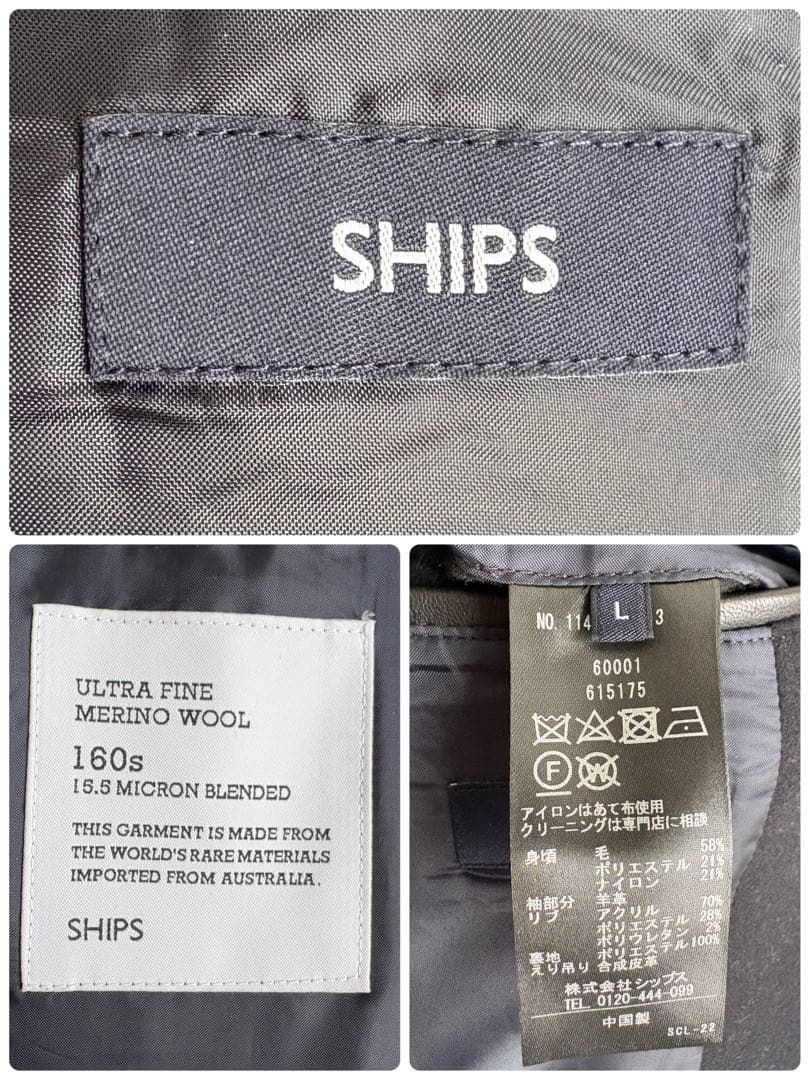 SHIPS
ULTRA FINE
MERINO WOOL
160s
15.5 MICRON BLENDED
THIS GARMENT IS MADE FROM
THE WORLD'S RARE MATERIALS
IMPORTED FROM AUSTRALIA.
SHIPS
L
NO. 114 3
60001
615175
F W
アイロンはあて布使用
クリーニングは専門店に相談
身頃 毛 58%
ポリエステル 21%
ナイロン 21%
袖部分 羊革
リブ アクリル 70%
ポリエステル 28%
ポリウレタン 2%
裏地 ポリエステル 100%
えり吊り 合成皮革
株式会社シップス
TEL. 0120-444-099
中国製
SCL-22